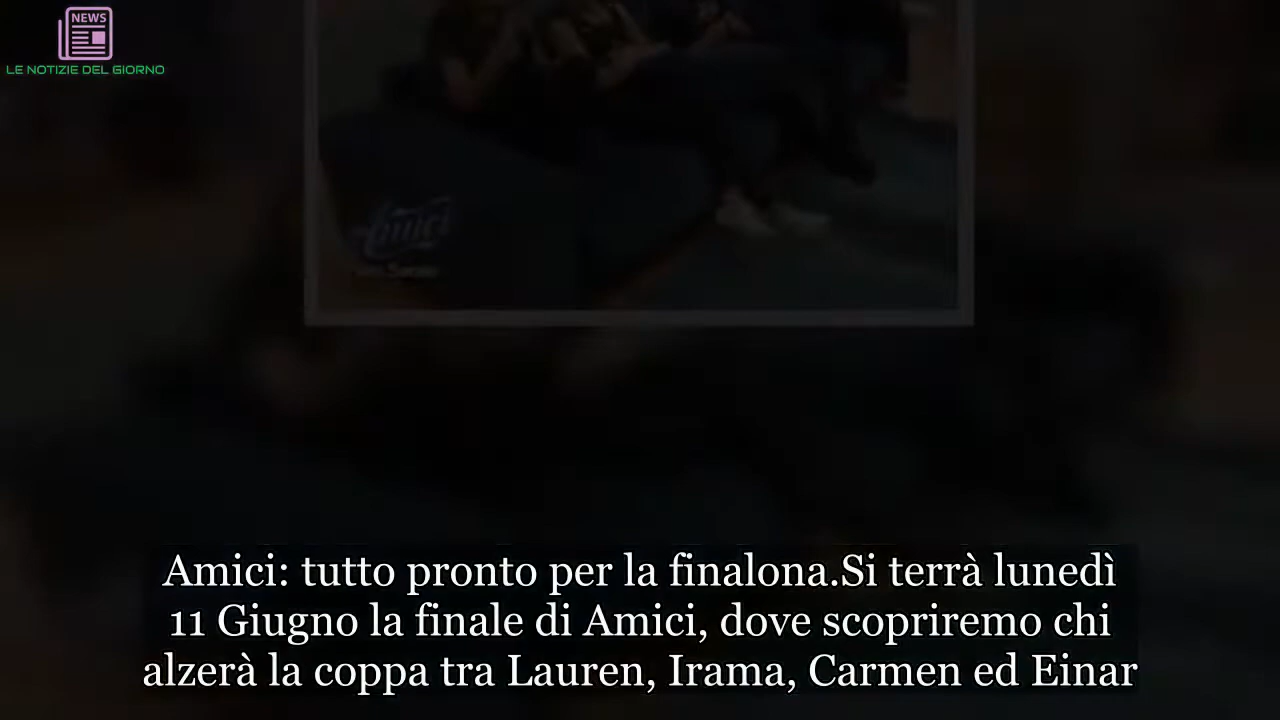 NEWS
LE NOTIZIE DEL GIORNO
Amici
Amici: tutto pronto per la finalona.Si terrà lunedì
11 Giugno la finale di Amici, dove scopriremo chi
alzerà la coppa tra Lauren, Irama, Carmen ed Einar